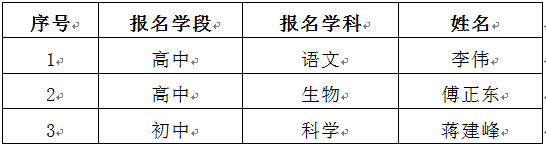 序号 报名学段 报名学科 姓名
1 高中 语文 李伟
2 高中 生物 傅正东
3 初中 科学 蒋建峰